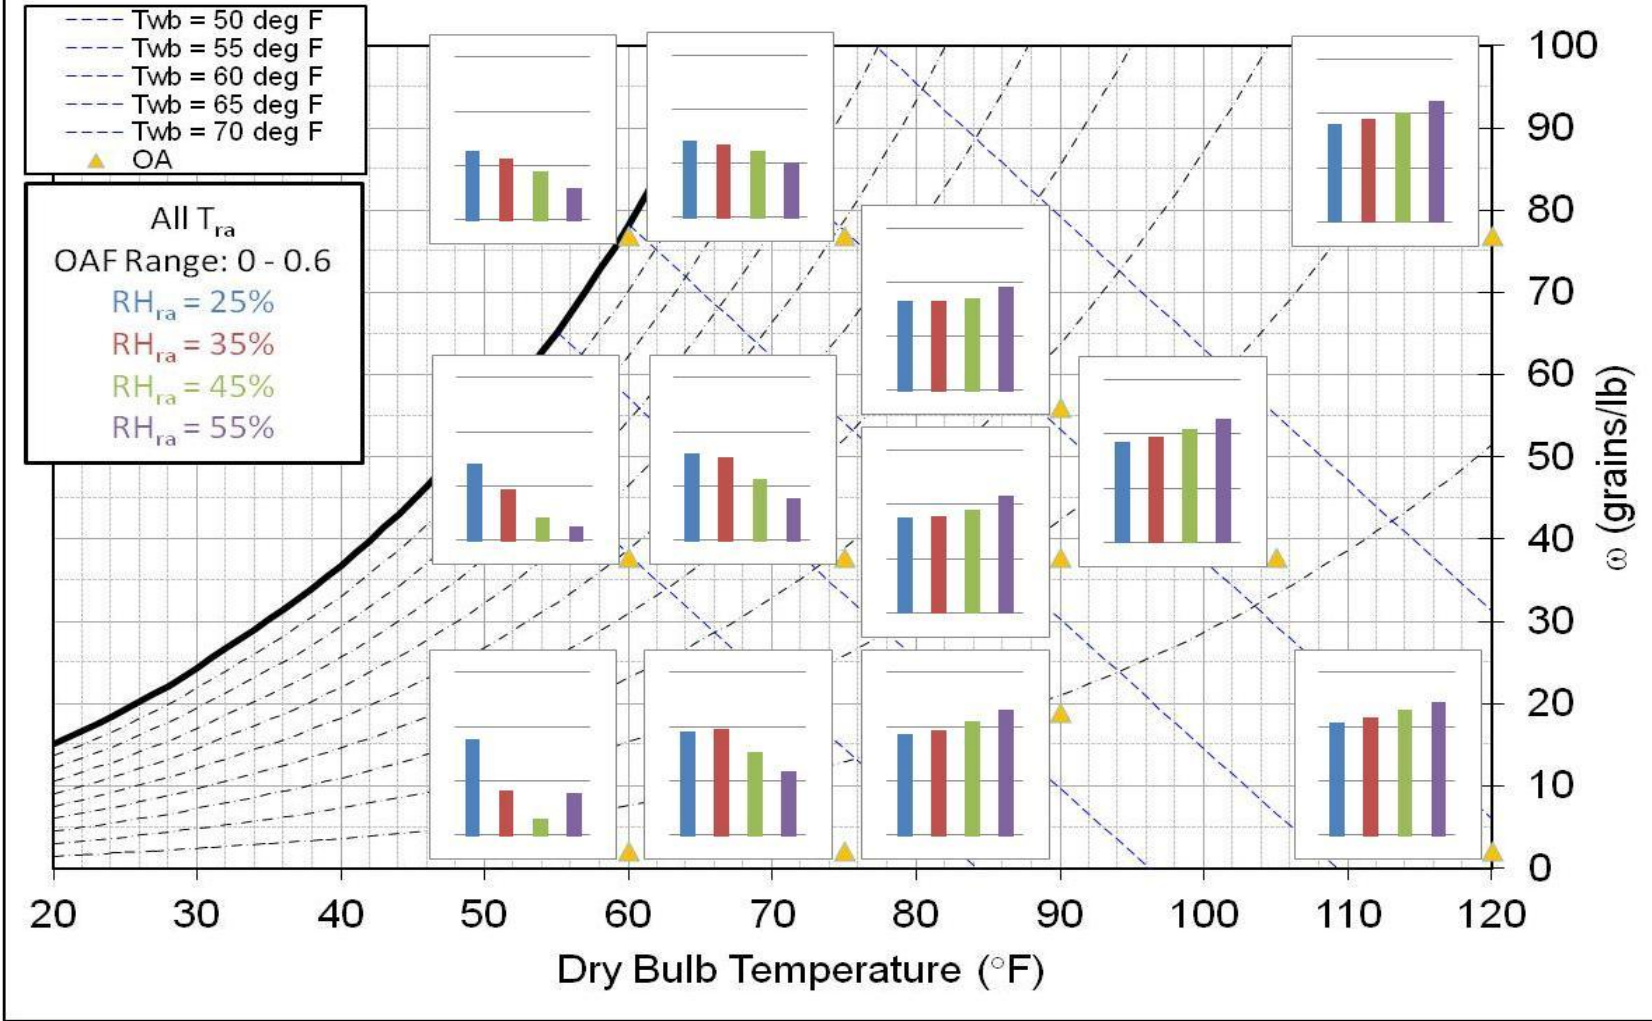 Twb = 50 deg F
Twb = 55 deg F
Twb = 60 deg F
Twb = 65 deg F
Twb = 70 deg F
OA
All Tra
OAF Range: 0 - 0.6
RHra = 25%
RHra = 35%
RHra = 45%
RHra = 55%
100
90
80
70
60
50
40
30
20
10
0
ω (grains/lb)
20 30 40 50 60 70 80 90 100 110 120
Dry Bulb Temperature (°F)